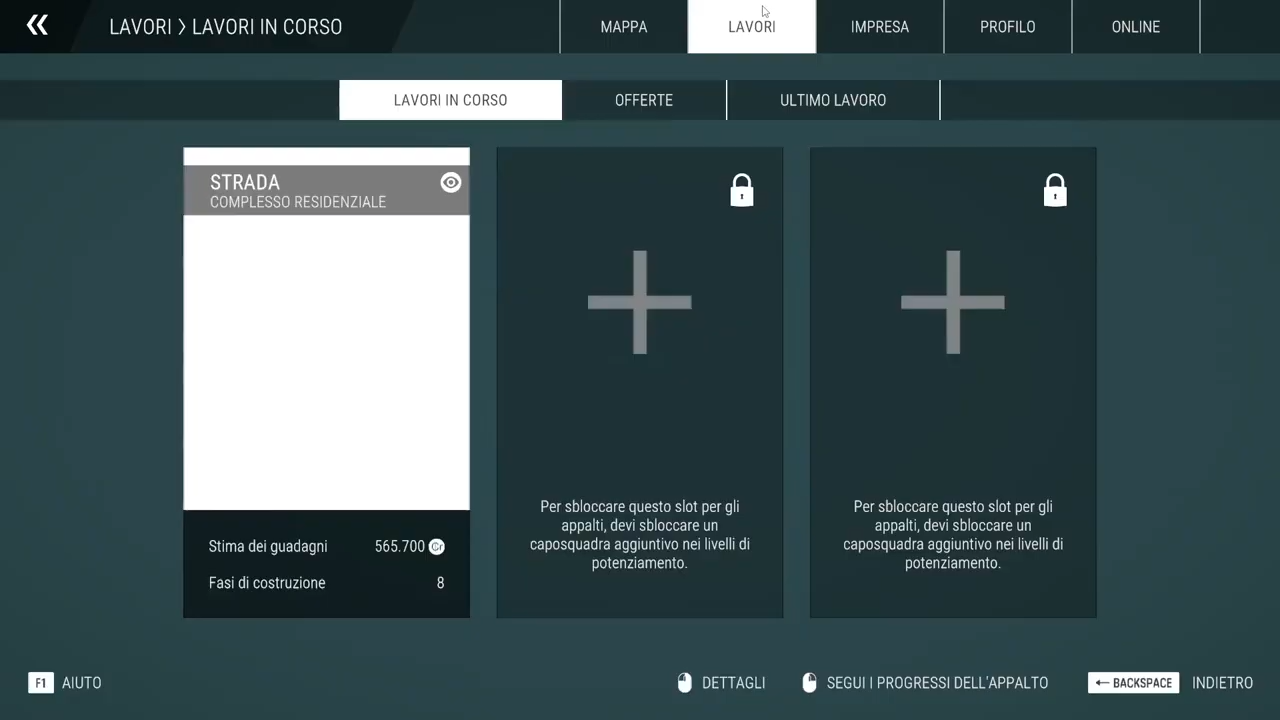 LAVORI > LAVORI IN CORSO
MAPPA
LAVORI
IMPRESA
PROFILO
ONLINE
LAVORI IN CORSO
OFFERTE
ULTIMO LAVORO
STRADA
COMPLESSO RESIDENZIALE
Stima dei guadagni 565.700 Cr
Fasi di costruzione 8
Per sbloccare questo slot per gli
appalti, devi sbloccare un
caposquadra aggiuntivo nei livelli di
potenziamento.
Per sbloccare questo slot per gli
appalti, devi sbloccare un
caposquadra aggiuntivo nei livelli di
potenziamento.
F1 AIUTO
DETTAGLI
SEGUI I PROGRESSI DELL'APPALTO
← BACKSPACE INDIETRO